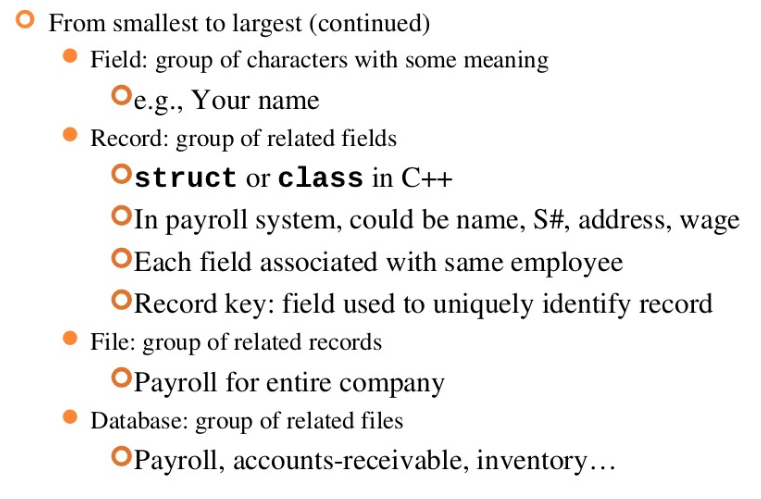 From smallest to largest (continued)
Field: group of characters with some meaning
e.g., Your name
Record: group of related fields
struct or class in C++
In payroll system, could be name, S#, address, wage
Each field associated with same employee
Record key: field used to uniquely identify record
File: group of related records
Payroll for entire company
Database: group of related files
Payroll, accounts-receivable, inventory…